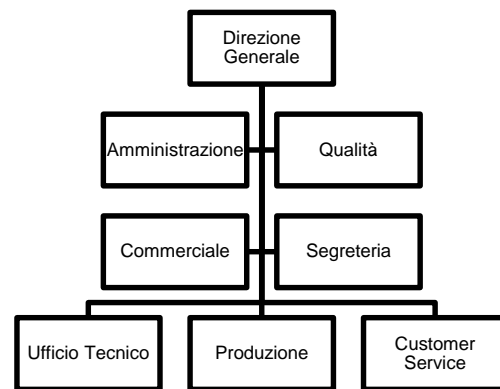 Direzione
Generale
Amministrazione
Qualità
Commerciale
Segreteria
Ufficio Tecnico
Produzione
Customer
Service